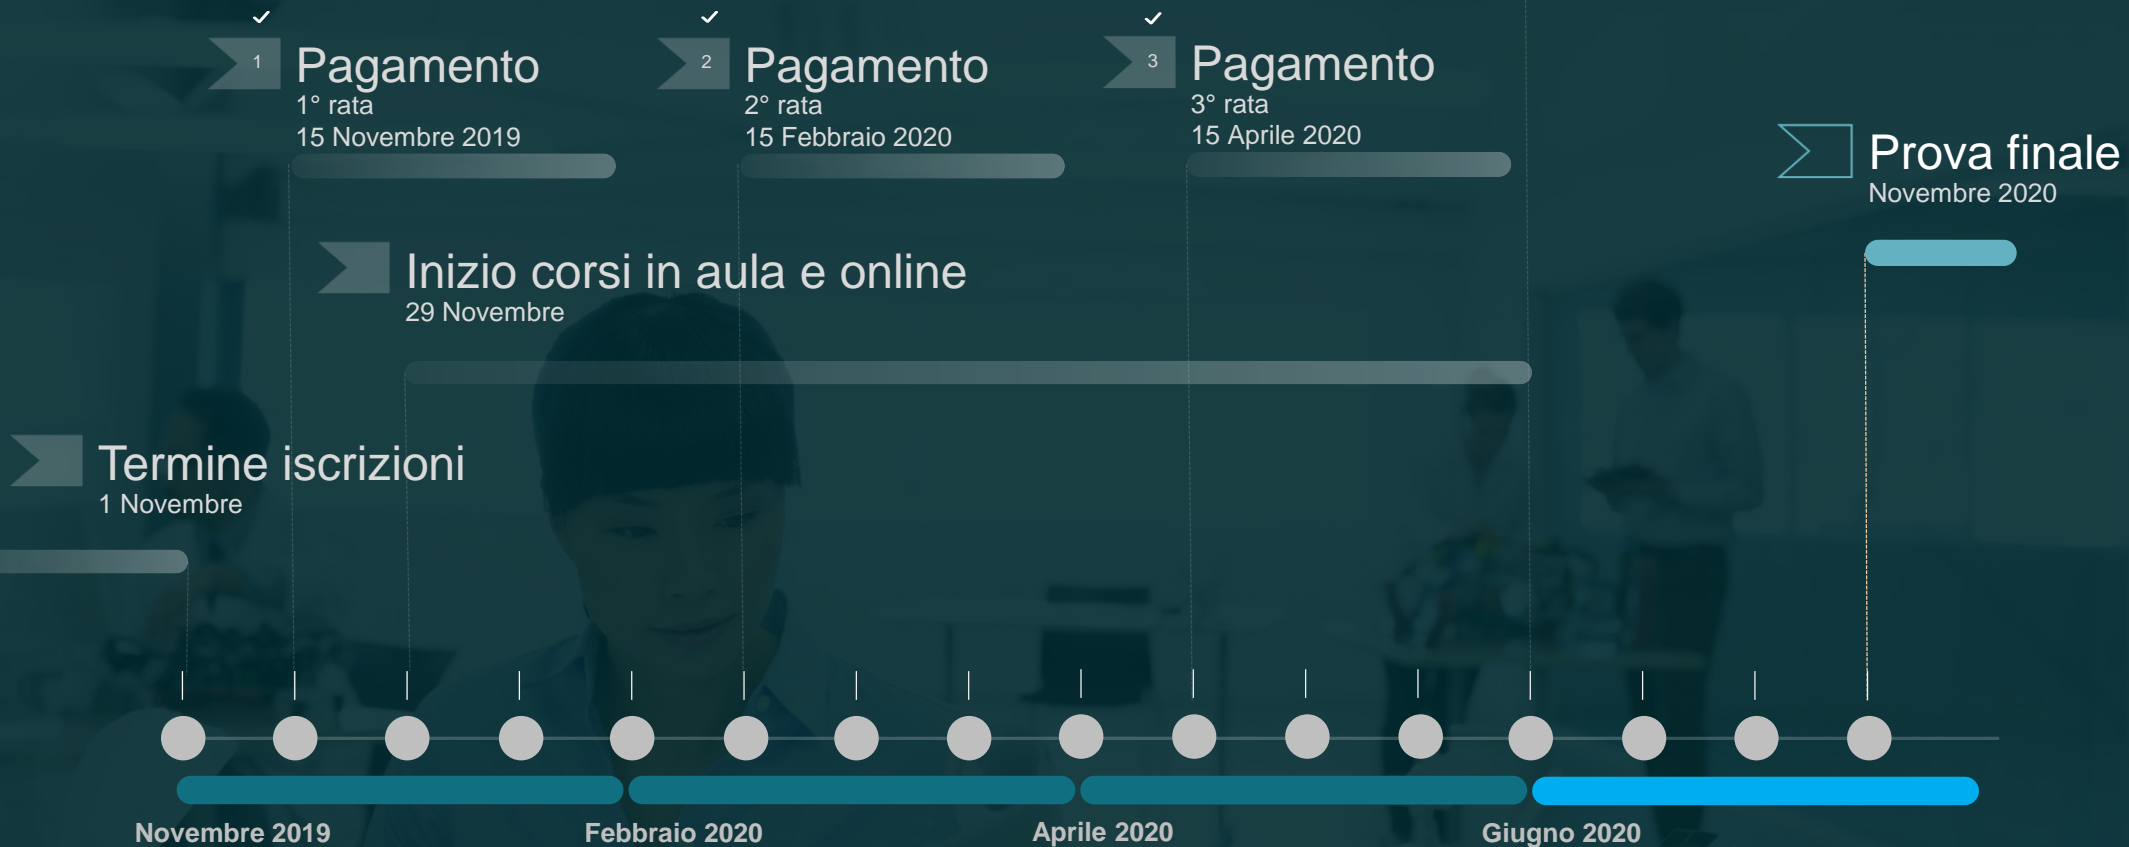 1
Pagamento
1° rata
15 Novembre 2019
2
Pagamento
2° rata
15 Febbraio 2020
3
Pagamento
3° rata
15 Aprile 2020
Prova finale
Novembre 2020
Inizio corsi in aula e online
29 Novembre
Termine iscrizioni
1 Novembre
Novembre 2019
Febbraio 2020
Aprile 2020
Giugno 2020